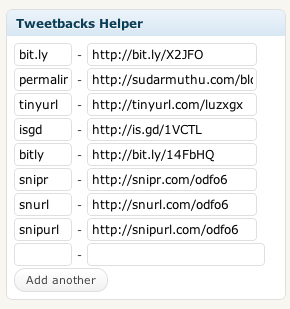 Tweetbacks Helper
bit.ly - http://bit.ly/X2JFO
permalin - http://sudarmuthu.com/blo
tinyurl - http://tinyurl.com/luzxgx
isgd - http://is.gd/1VCTL
bitly - http://bit.ly/14FbHQ
snipr - http://snipr.com/odfo6
snurl - http://snurl.com/odfo6
snipurl - http://snipurl.com/odfo6
-
Add another